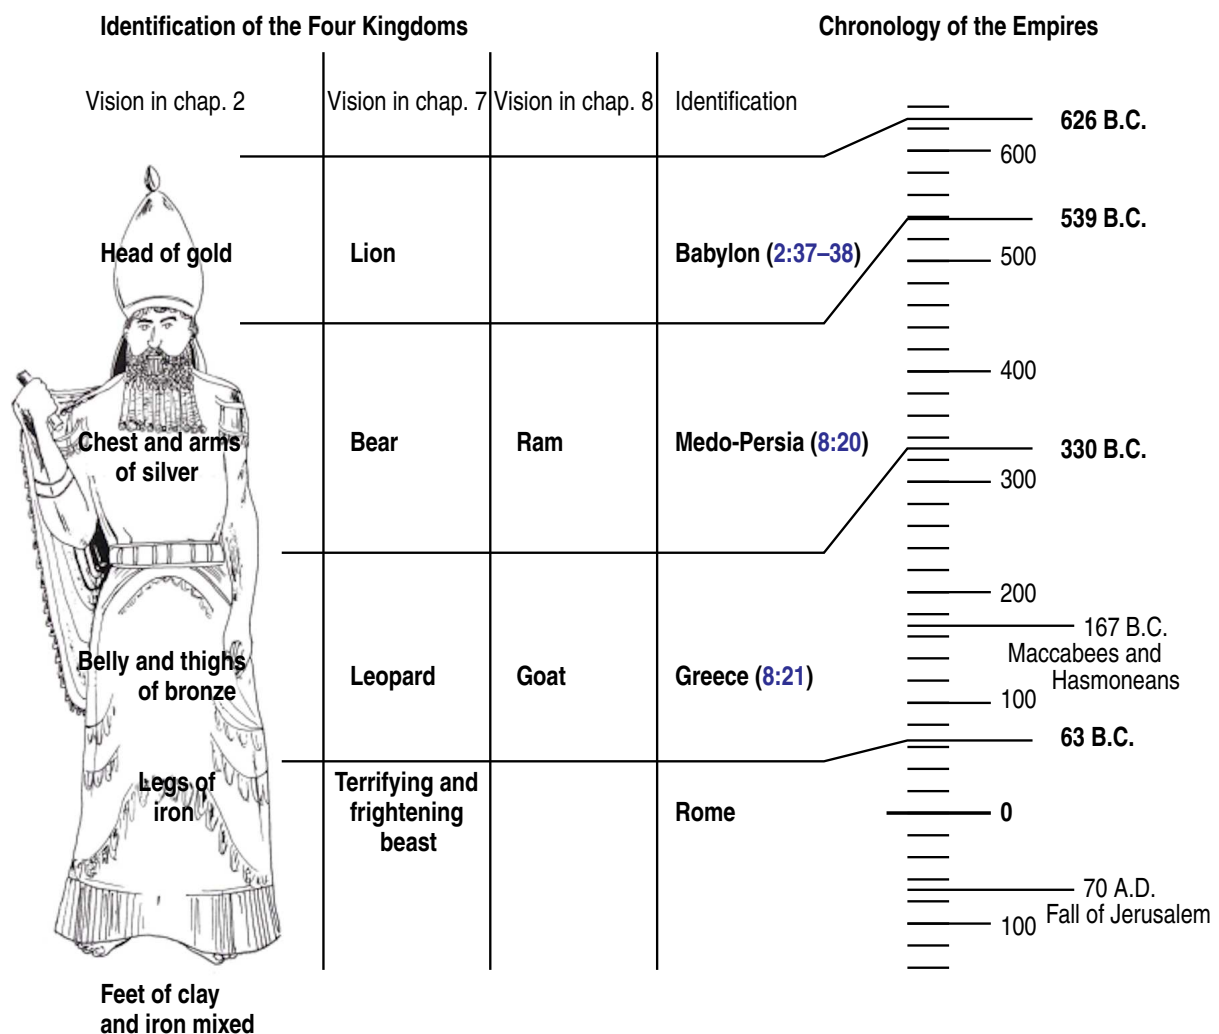 Identification of the Four Kingdoms
Chronology of the Empires
Vision in chap. 2
Vision in chap. 7
Vision in chap. 8
Identification
Head of gold
Lion
Babylon (2:37–38)
Chest and arms
of silver
Bear
Ram
Medo-Persia (8:20)
Belly and thighs
of bronze
Leopard
Goat
Greece (8:21)
Legs of
iron
Terrifying and
frightening
beast
Rome
Feet of clay
and iron mixed
626 B.C.
600
539 B.C.
500
400
330 B.C.
300
200
167 B.C.
Maccabees and
Hasmoneans
100
63 B.C.
0
70 A.D.
Fall of Jerusalem
100